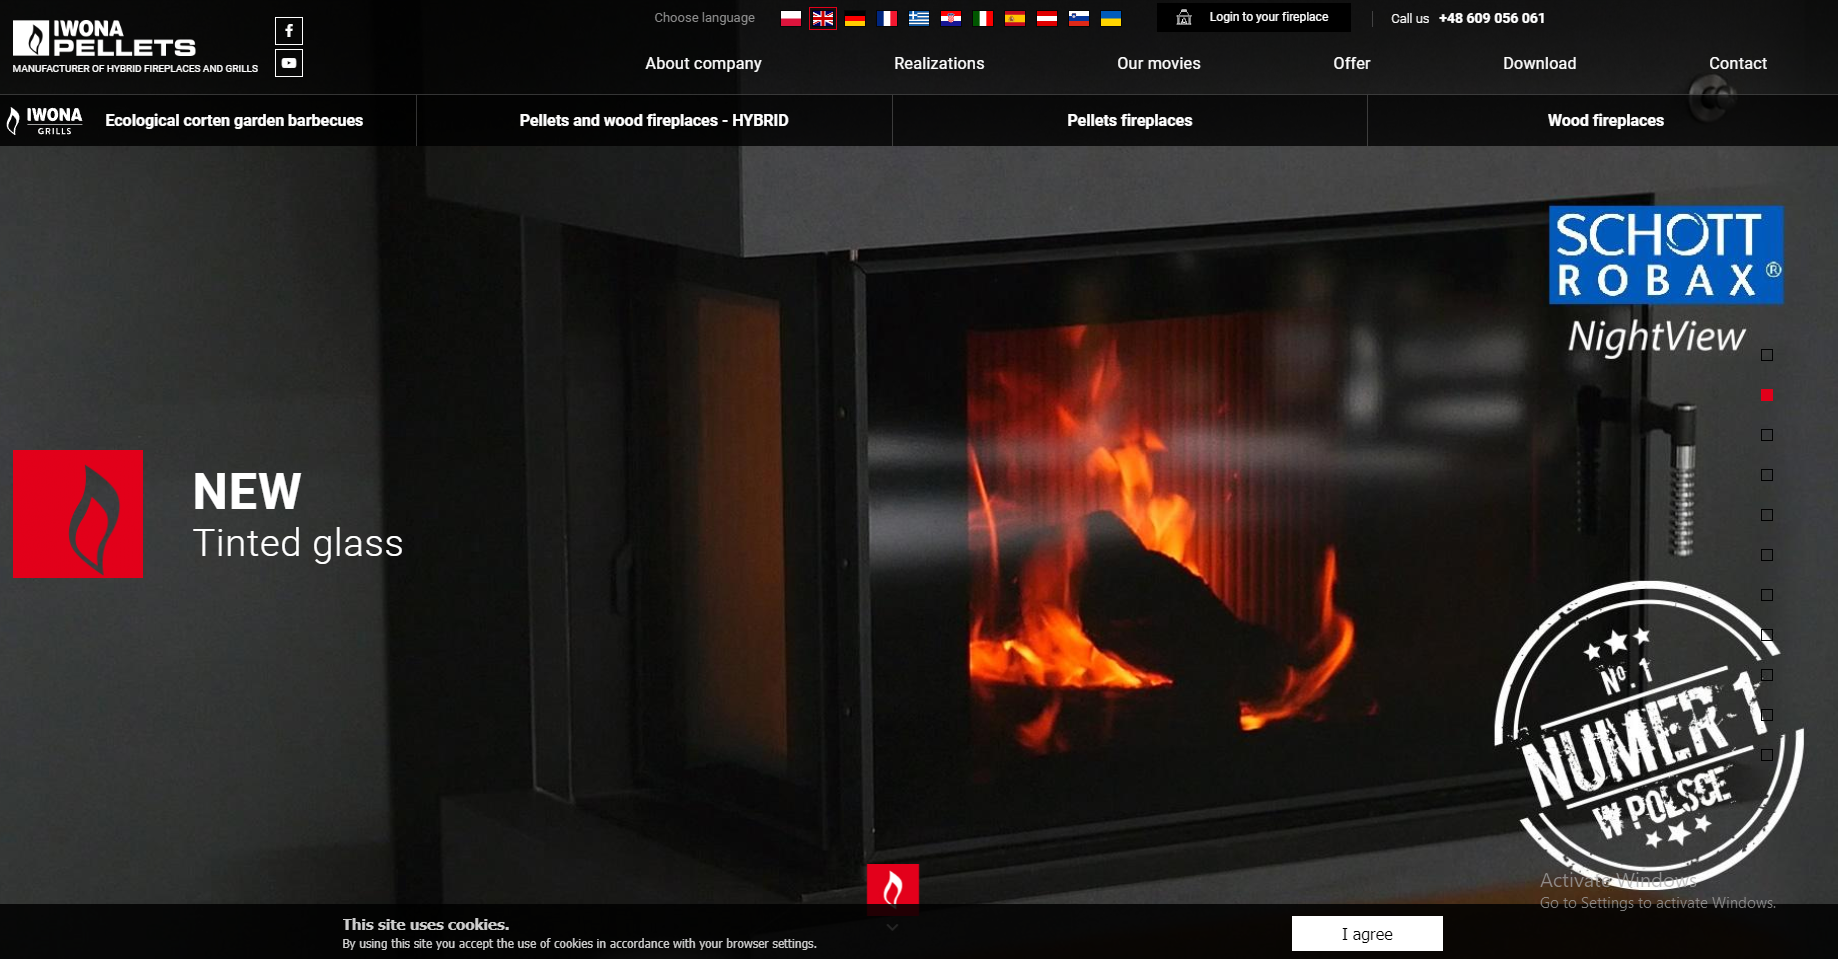 IWONA
PELLETS
MANUFACTURER OF HYBRID FIREPLACES AND GRILLS
Choose language
Login to your fireplace
Call us +48 609 056 061
About company
Realizations
Our movies
Offer
Download
Contact
IWONA
GRILLS
Ecological corten garden barbecues
Pellets and wood fireplaces - HYBRID
Pellets fireplaces
Wood fireplaces
SCHOTT
ROBAX®
NightView
NEW
Tinted glass
Nº.1
NUMER 1
W POLSCE
Activate Windows
Go to Settings to activate Windows.
This site uses cookies.
By using this site you accept the use of cookies in accordance with your browser settings.
I agree